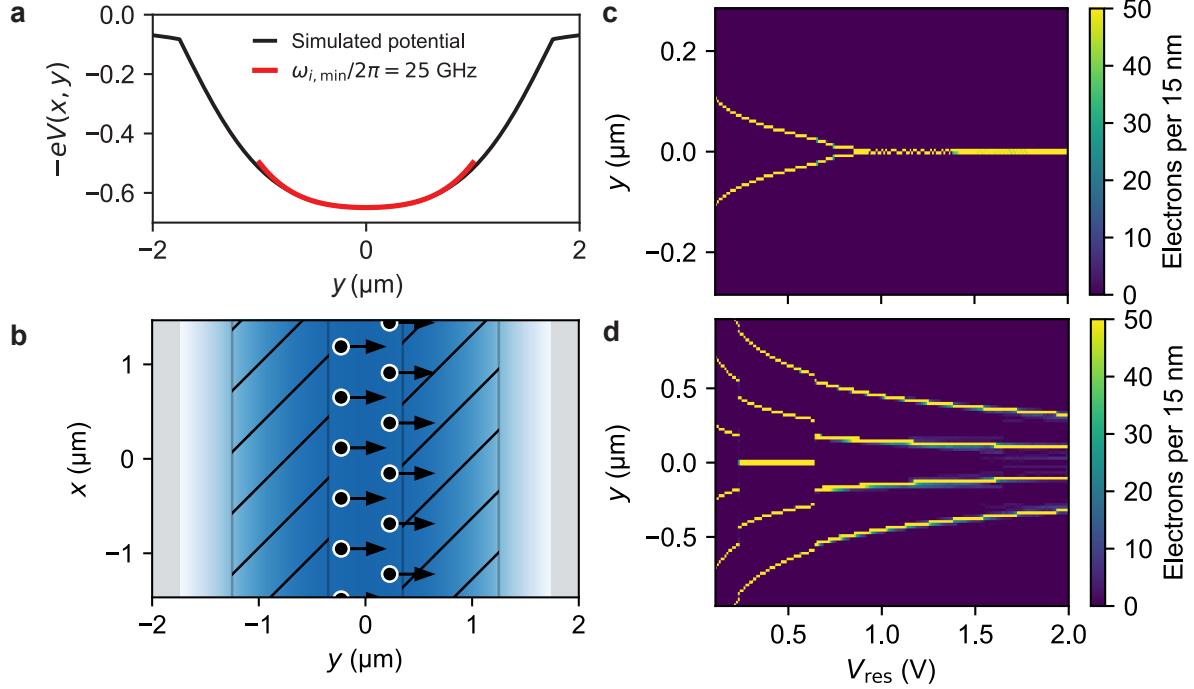 a
0.0
−0.2
−0.4
−0.6
−eV(x, y)
Simulated potential
ω_{i, min}/2π = 25 GHz
−2
0
2
y (μm)
b
1
0
−1
x (μm)
−2
−1
0
1
2
y (μm)
c
0.2
0.0
−0.2
y (μm)
50
40
30
20
10
0
Electrons per 15 nm
d
0.5
0.0
−0.5
y (μm)
0.5
1.0
1.5
2.0
V_{res} (V)
50
40
30
20
10
0
Electrons per 15 nm